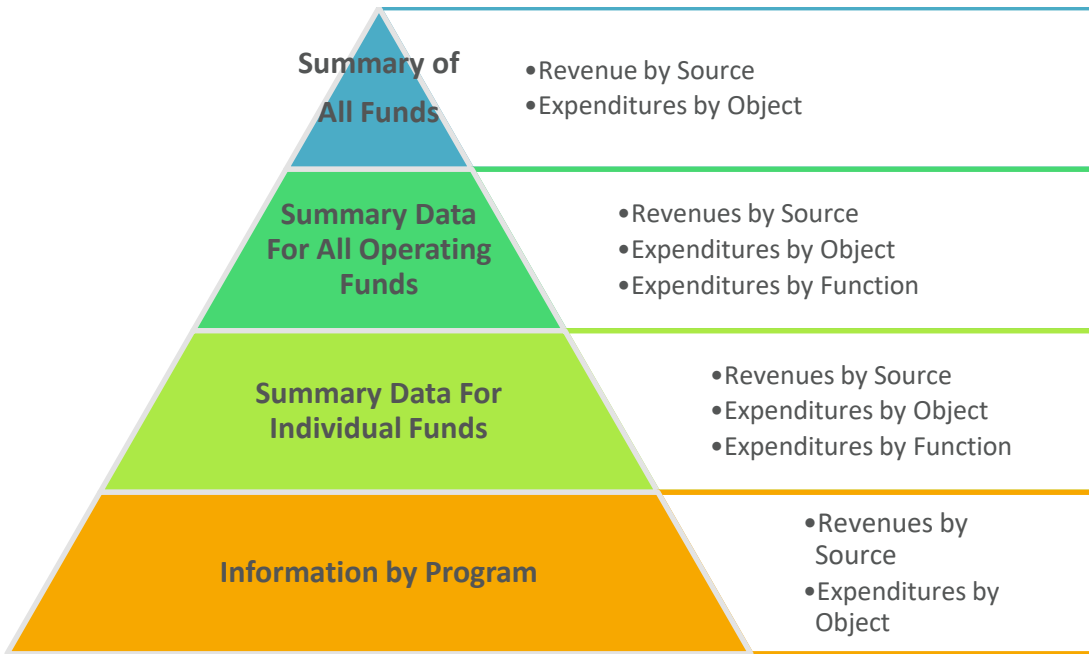 Summary of
All Funds
•Revenue by Source
•Expenditures by Object
Summary Data
For All Operating
Funds
•Revenues by Source
•Expenditures by Object
•Expenditures by Function
Summary Data For
Individual Funds
•Revenues by Source
•Expenditures by Object
•Expenditures by Function
Information by Program
•Revenues by
Source
•Expenditures by
Object